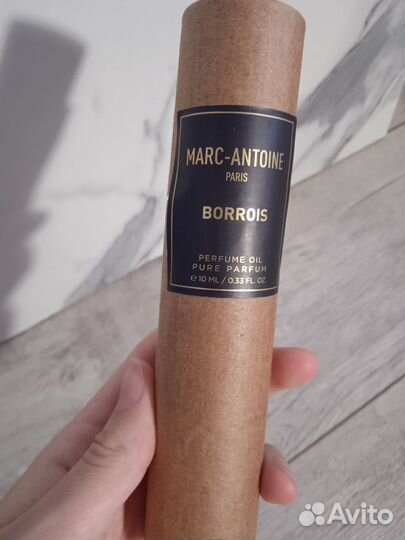 MARC-ANTOINE
PARIS
BORROIS
PERFUME OIL
PURE PARFUM
℮ 10 ML / 0.33 FL. OZ.
Avito